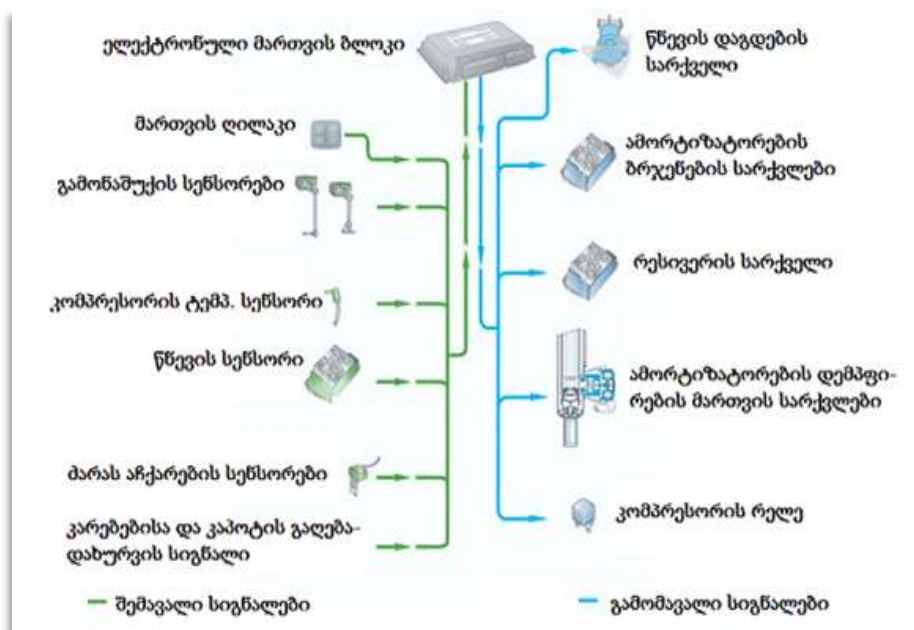 ელექტრონული მართვის ბლოკი
მართვის ღილაკი
გამონაშუქის სენსორები
კომპრესორის ტემპ. სენსორი
წნევის სენსორი
ძარას აჩქარების სენსორები
კარებებისა და კაპოტის გაღება-
დახურვის სიგნალი
შემავალი სიგნალები
წნევის დაგდების
სარქველი
ამორტიზატორების
ბრჯენების სარქვლები
რესივერის სარქველი
ამორტიზატორების დემპფი-
რების მართვის სარქვლები
კომპრესორის რელე
გამომავალი სიგნალები